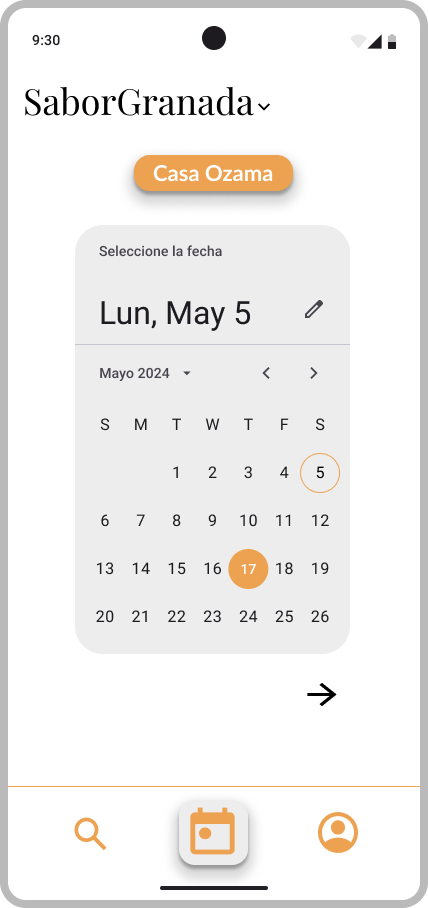 9:30
SaborGranada
Casa Ozama
Seleccione la fecha
Lun, May 5
Mayo 2024
S M T W T F S
1 2 3 4 5
6 7 8 9 10 11 12
13 14 15 16 17 18 19
20 21 22 23 24 25 26